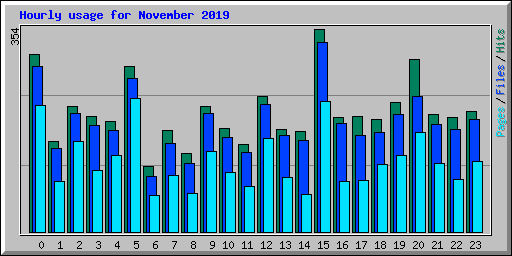 Hourly usage for November 2019
354
Pages/Files/Hits
0 1 2 3 4 5 6 7 8 9 10 11 12 13 14 15 16 17 18 19 20 21 22 23